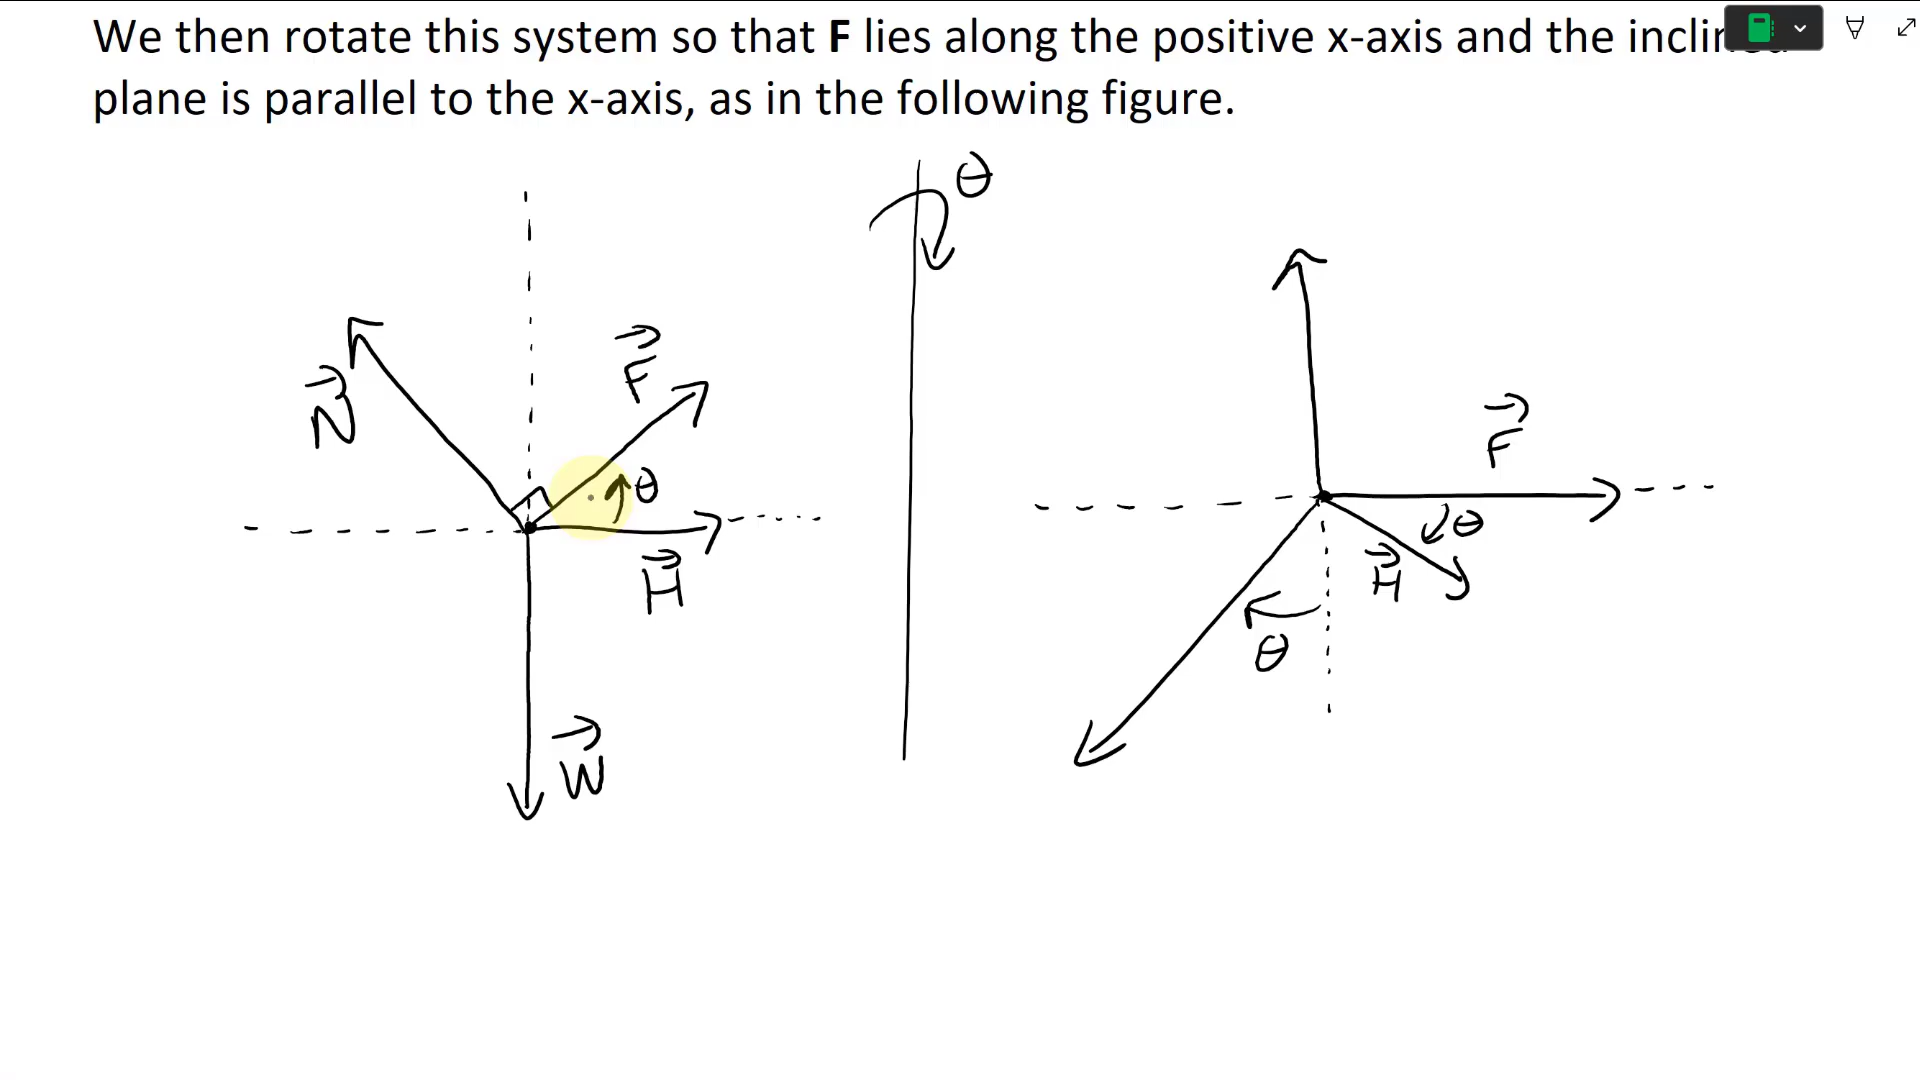 We then rotate this system so that F lies along the positive x-axis and the
plane is parallel to the x-axis, as in the following figure.
θ
F
N
θ
H
W
F
θ
H
θ